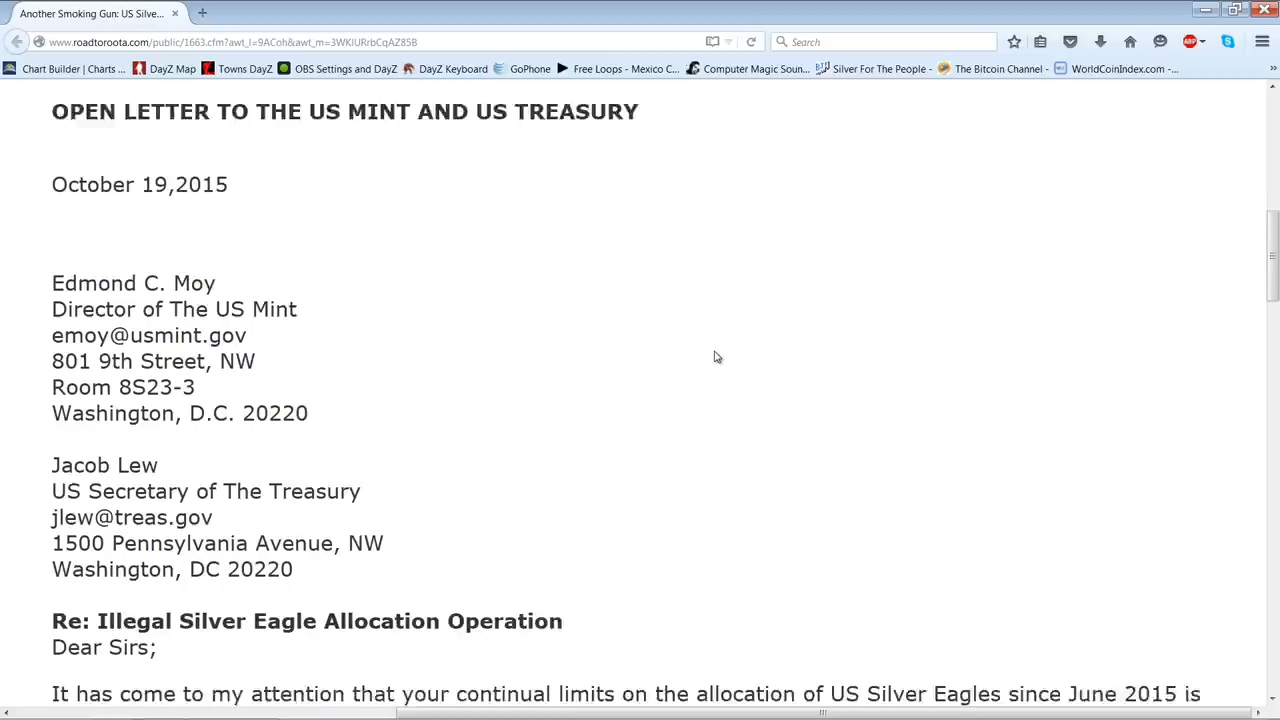 Another Smoking Gun: US Silve...
www.roadtoroota.com/public/1663.cfm?awt_l=9ACoh&awt_m=3WKlURrbCqAZ85B
Search
ABP
Chart Builder | Charts ... DayZ Map Towns DayZ OBS Settings and DayZ DayZ Keyboard GoPhone Free Loops - Mexico C... Computer Magic Soun... Silver For The People - The Bitcoin Channel - WorldCoinIndex.com -...
OPEN LETTER TO THE US MINT AND US TREASURY
October 19,2015
Edmond C. Moy
Director of The US Mint
emoy@usmint.gov
801 9th Street, NW
Room 8S23-3
Washington, D.C. 20220
Jacob Lew
US Secretary of The Treasury
jlew@treas.gov
1500 Pennsylvania Avenue, NW
Washington, DC 20220
Re: Illegal Silver Eagle Allocation Operation
Dear Sirs;
It has come to my attention that your continual limits on the allocation of US Silver Eagles since June 2015 is